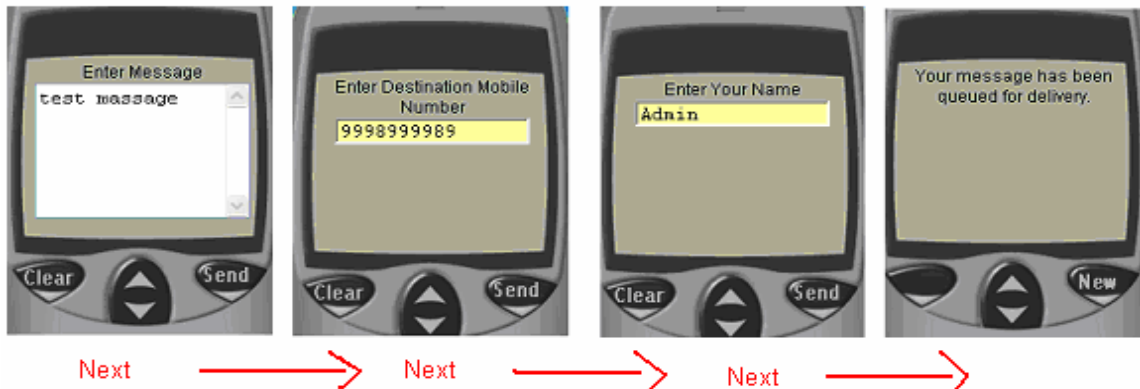 Enter Message
test massage
Clear
Send
Enter Destination Mobile
Number
9998999989
Clear
Send
Enter Your Name
Admin
Clear
Send
Your message has been
queued for delivery.
New
Next
Next
Next